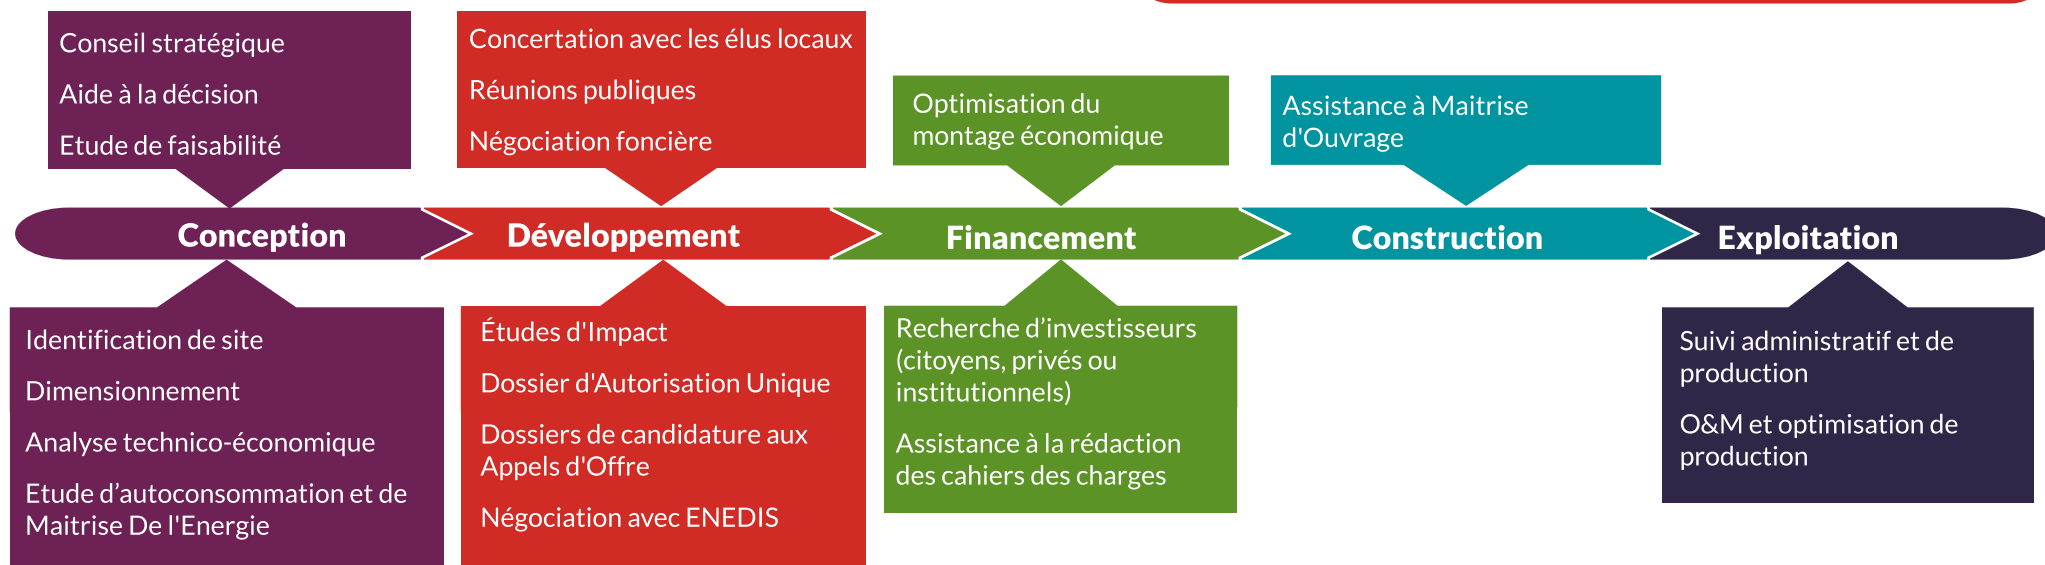 Conseil stratégique
Aide à la décision
Etude de faisabilité
Concertation avec les élus locaux
Réunions publiques
Négociation foncière
Optimisation du
montage économique
Assistance à Maitrise
d'Ouvrage
Conception
Développement
Financement
Construction
Exploitation
Identification de site
Dimensionnement
Analyse technico-économique
Etude d’autoconsommation et de
Maitrise De l'Energie
Études d'Impact
Dossier d'Autorisation Unique
Dossiers de candidature aux
Appels d'Offre
Négociation avec ENEDIS
Recherche d’investisseurs
(citoyens, privés ou
institutionnels)
Assistance à la rédaction
des cahiers des charges
Suivi administratif et de
production
O&M et optimisation de
production